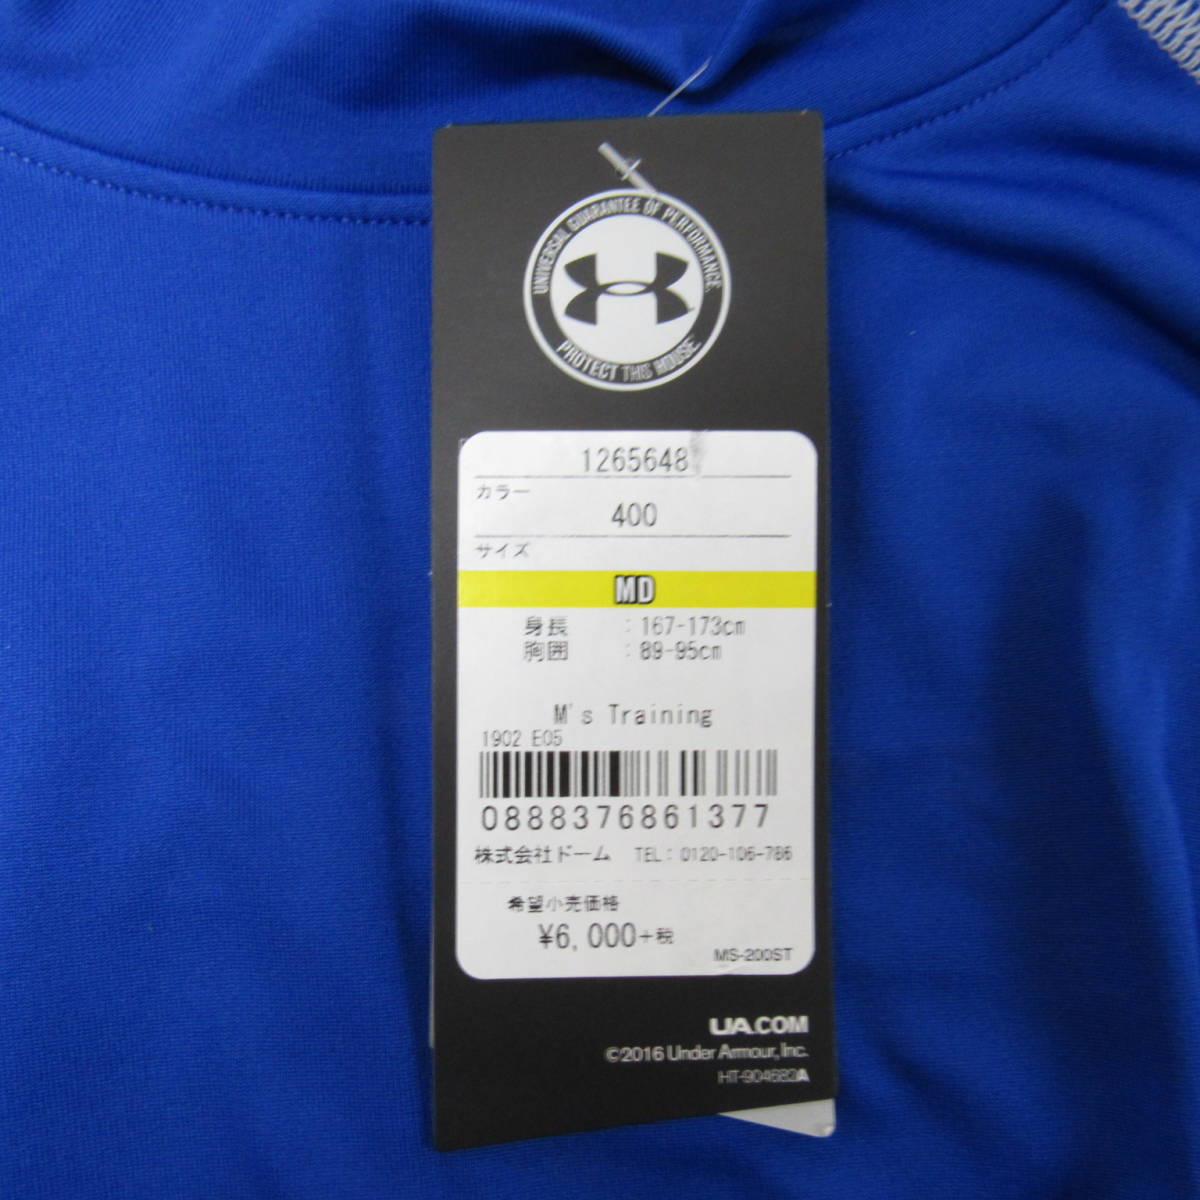 UNIVERSAL GUARANTEE OF PERFORMANCE.
PROTECT THIS HOUSE.
1265648
カラー
400
サイズ
MD
身長 : 167-173cm
胸囲 : 89-95cm
M's Training
1902 E05
0888376861377
株式会社ドーム TEL: 0120-106-786
希望小売価格
¥6,000+税
MS-200ST
UA.COM
©2016 Under Armour, Inc.
HT-904682A